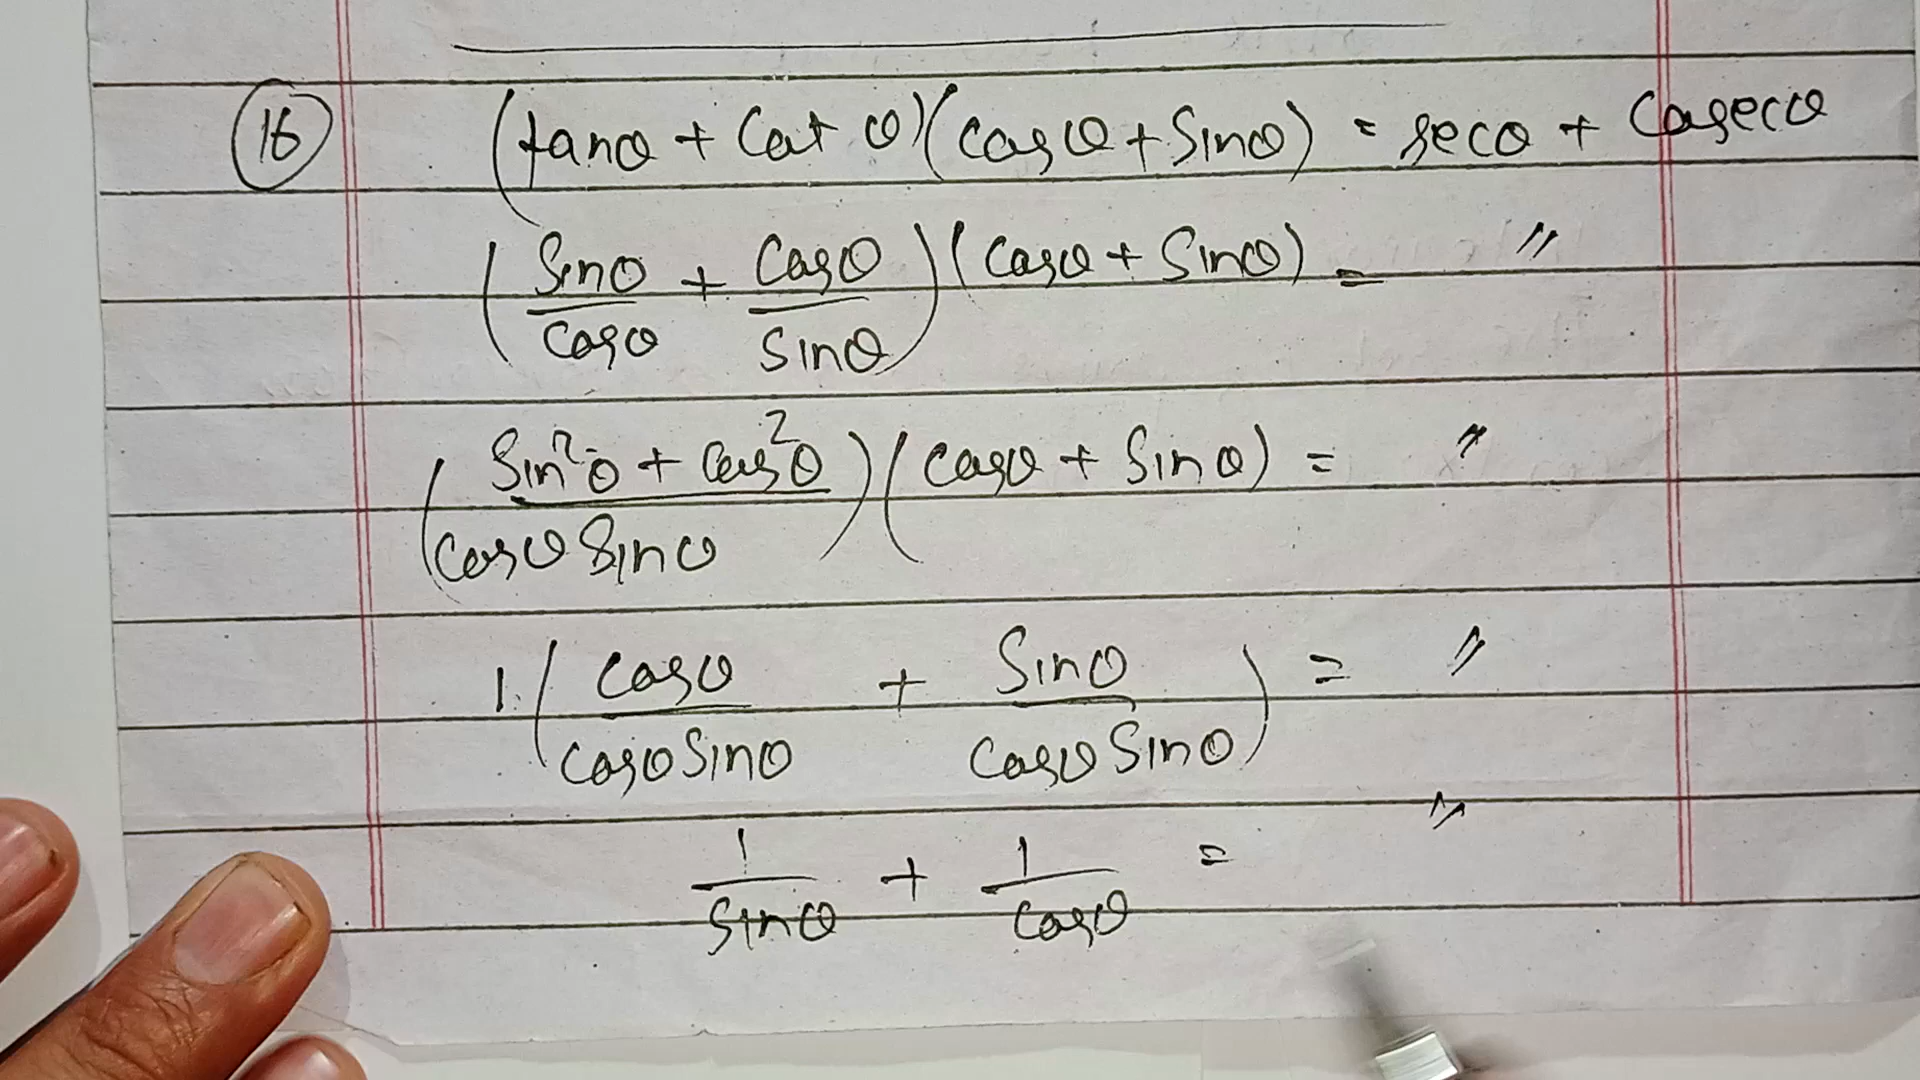 16 (tanθ + Cot θ)(cosθ + Sinθ) = secθ + Cosecθ
(Sinθ/cosθ + Cosθ/Sinθ)(cosθ + Sinθ) = "
(Sin²θ + cos²θ/cosθ Sinθ)(cosθ + Sinθ) = "
1.(cosθ/cosθ Sinθ + Sinθ/cosθ Sinθ) = "
1/Sinθ + 1/cosθ = "